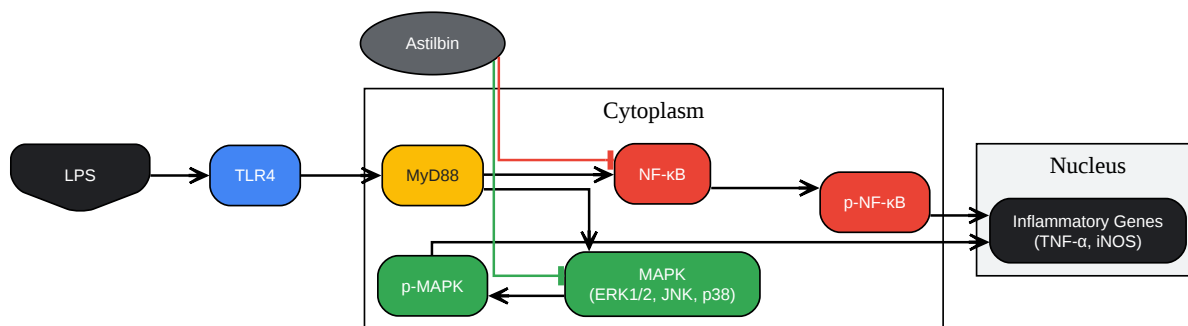 Astilbin
Cytoplasm
LPS
TLR4
MyD88
NF-κB
p-NF-κB
Nucleus
Inflammatory Genes
(TNF-α, iNOS)
p-MAPK
MAPK
(ERK1/2, JNK, p38)